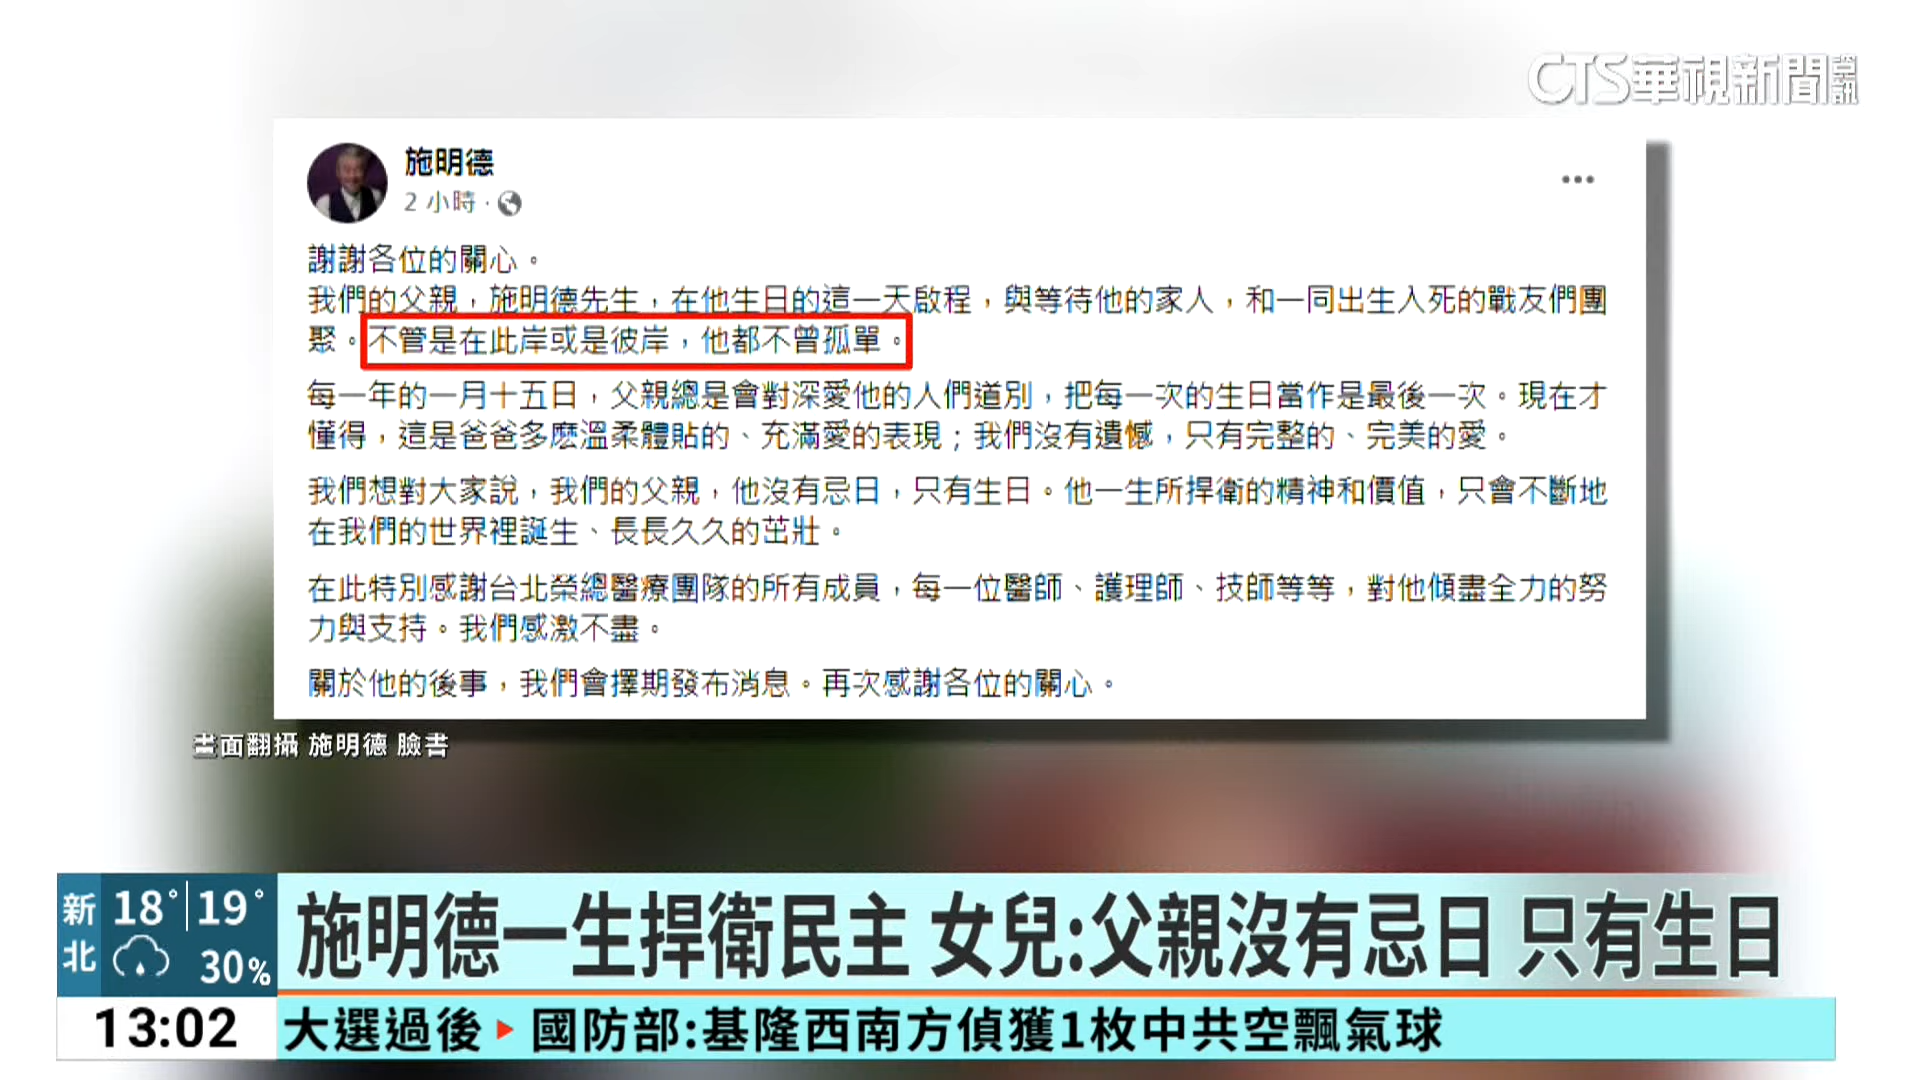 CTS華視新聞資訊
施明德
2 小時 ·
謝謝各位的關心。
我們的父親，施明德先生，在他生日的這一天啟程，與等待他的家人，和一同出生入死的戰友們團
聚。不管是在此岸或是彼岸，他都不曾孤單。
每一年的一月十五日，父親總是會對深愛他的人們道別，把每一次的生日當作是最後一次。現在才
懂得，這是爸爸多麽溫柔體貼的、充滿愛的表現；我們沒有遺憾，只有完整的、完美的愛。
我們想對大家說，我們的父親，他沒有忌日，只有生日。他一生所捍衛的精神和價值，只會不斷地
在我們的世界裡誕生、長長久久的茁壯。
在此特別感謝台北榮總醫療團隊的所有成員，每一位醫師、護理師、技師等等，對他傾盡全力的努
力與支持。我們感激不盡。
關於他的後事，我們會擇期發布消息。再次感謝各位的關心。
畫面翻攝 施明德 臉書
新北 18°|19° 30%
施明德一生捍衛民主 女兒:父親沒有忌日 只有生日
13:02
大選過後▶國防部:基隆西南方偵獲1枚中共空飄氣球